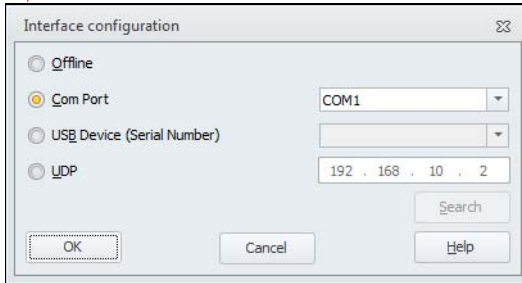 Interface configuration
Offline
Com Port COM1
USB Device (Serial Number)
UDP 192 . 168 . 10 . 2
Search
OK Cancel Help